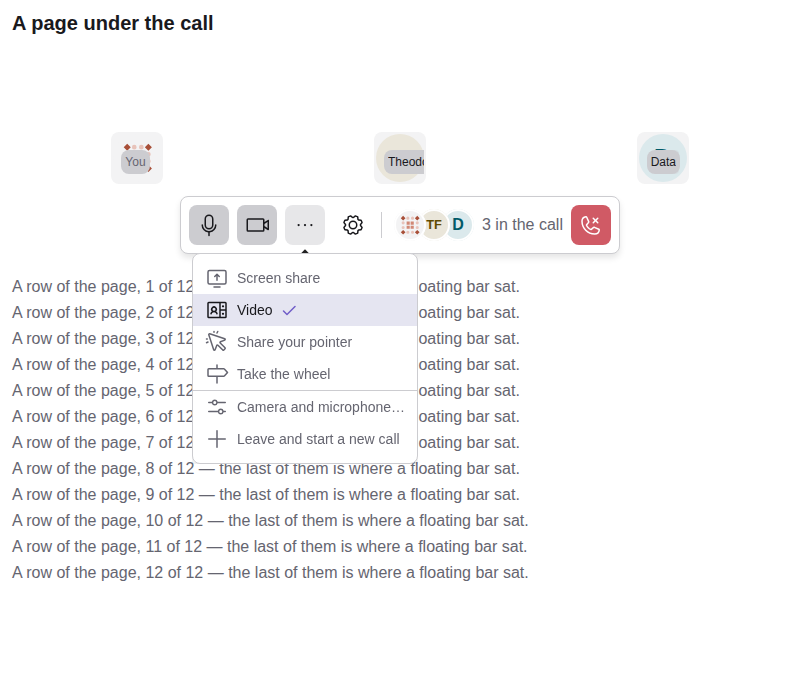 A page under the call
You
Theodo
Data
TF
D
3 in the call
Screen share
Video
Share your pointer
Take the wheel
Camera and microphone…
Leave and start a new call
A row of the page, 1 of 12 oating bar sat.
A row of the page, 2 of 12 oating bar sat.
A row of the page, 3 of 12 oating bar sat.
A row of the page, 4 of 12 oating bar sat.
A row of the page, 5 of 12 oating bar sat.
A row of the page, 6 of 12 oating bar sat.
A row of the page, 7 of 12 oating bar sat.
A row of the page, 8 of 12 — the last of them is where a floating bar sat.
A row of the page, 9 of 12 — the last of them is where a floating bar sat.
A row of the page, 10 of 12 — the last of them is where a floating bar sat.
A row of the page, 11 of 12 — the last of them is where a floating bar sat.
A row of the page, 12 of 12 — the last of them is where a floating bar sat.